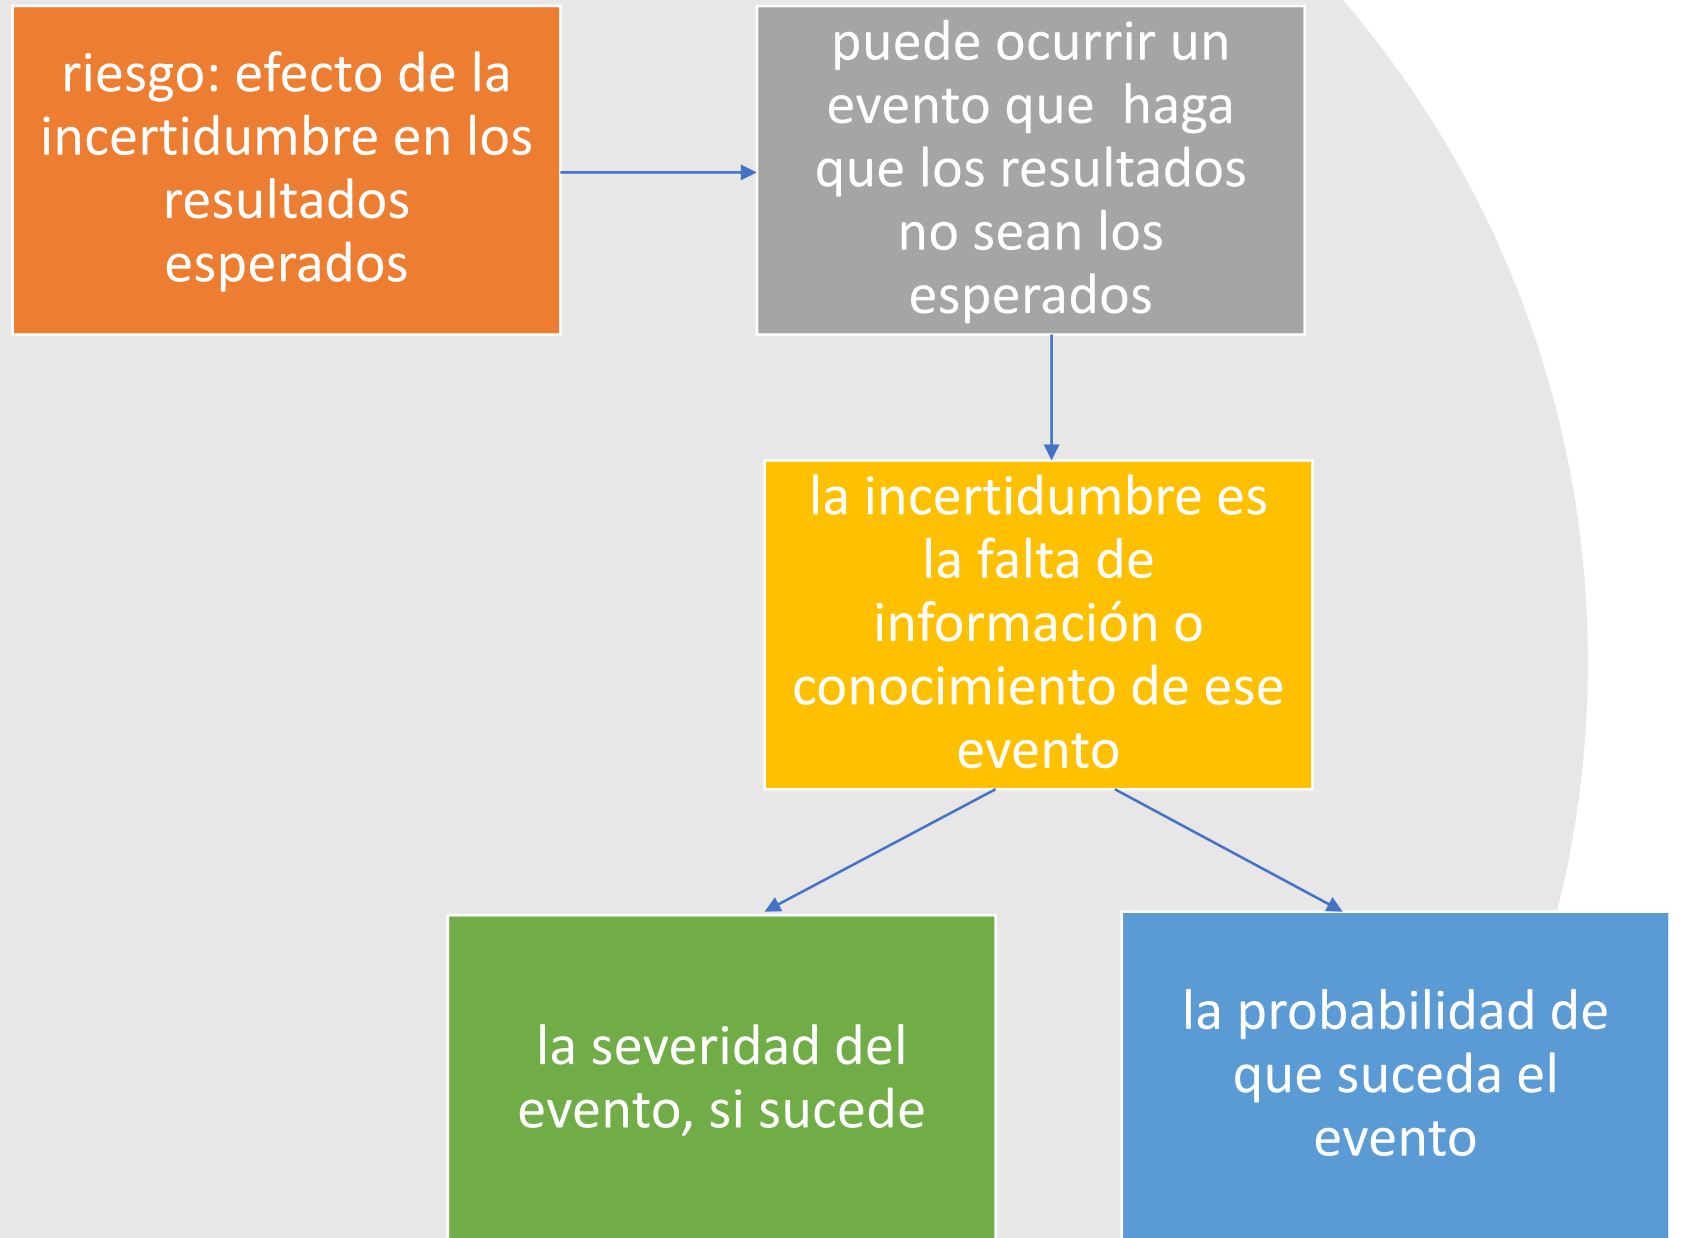 riesgo: efecto de la
incertidumbre en los
resultados
esperados
puede ocurrir un
evento que  haga
que los resultados
no sean los
esperados
la incertidumbre es
la falta de
información o
conocimiento de ese
evento
la severidad del
evento, si sucede
la probabilidad de
que suceda el
evento